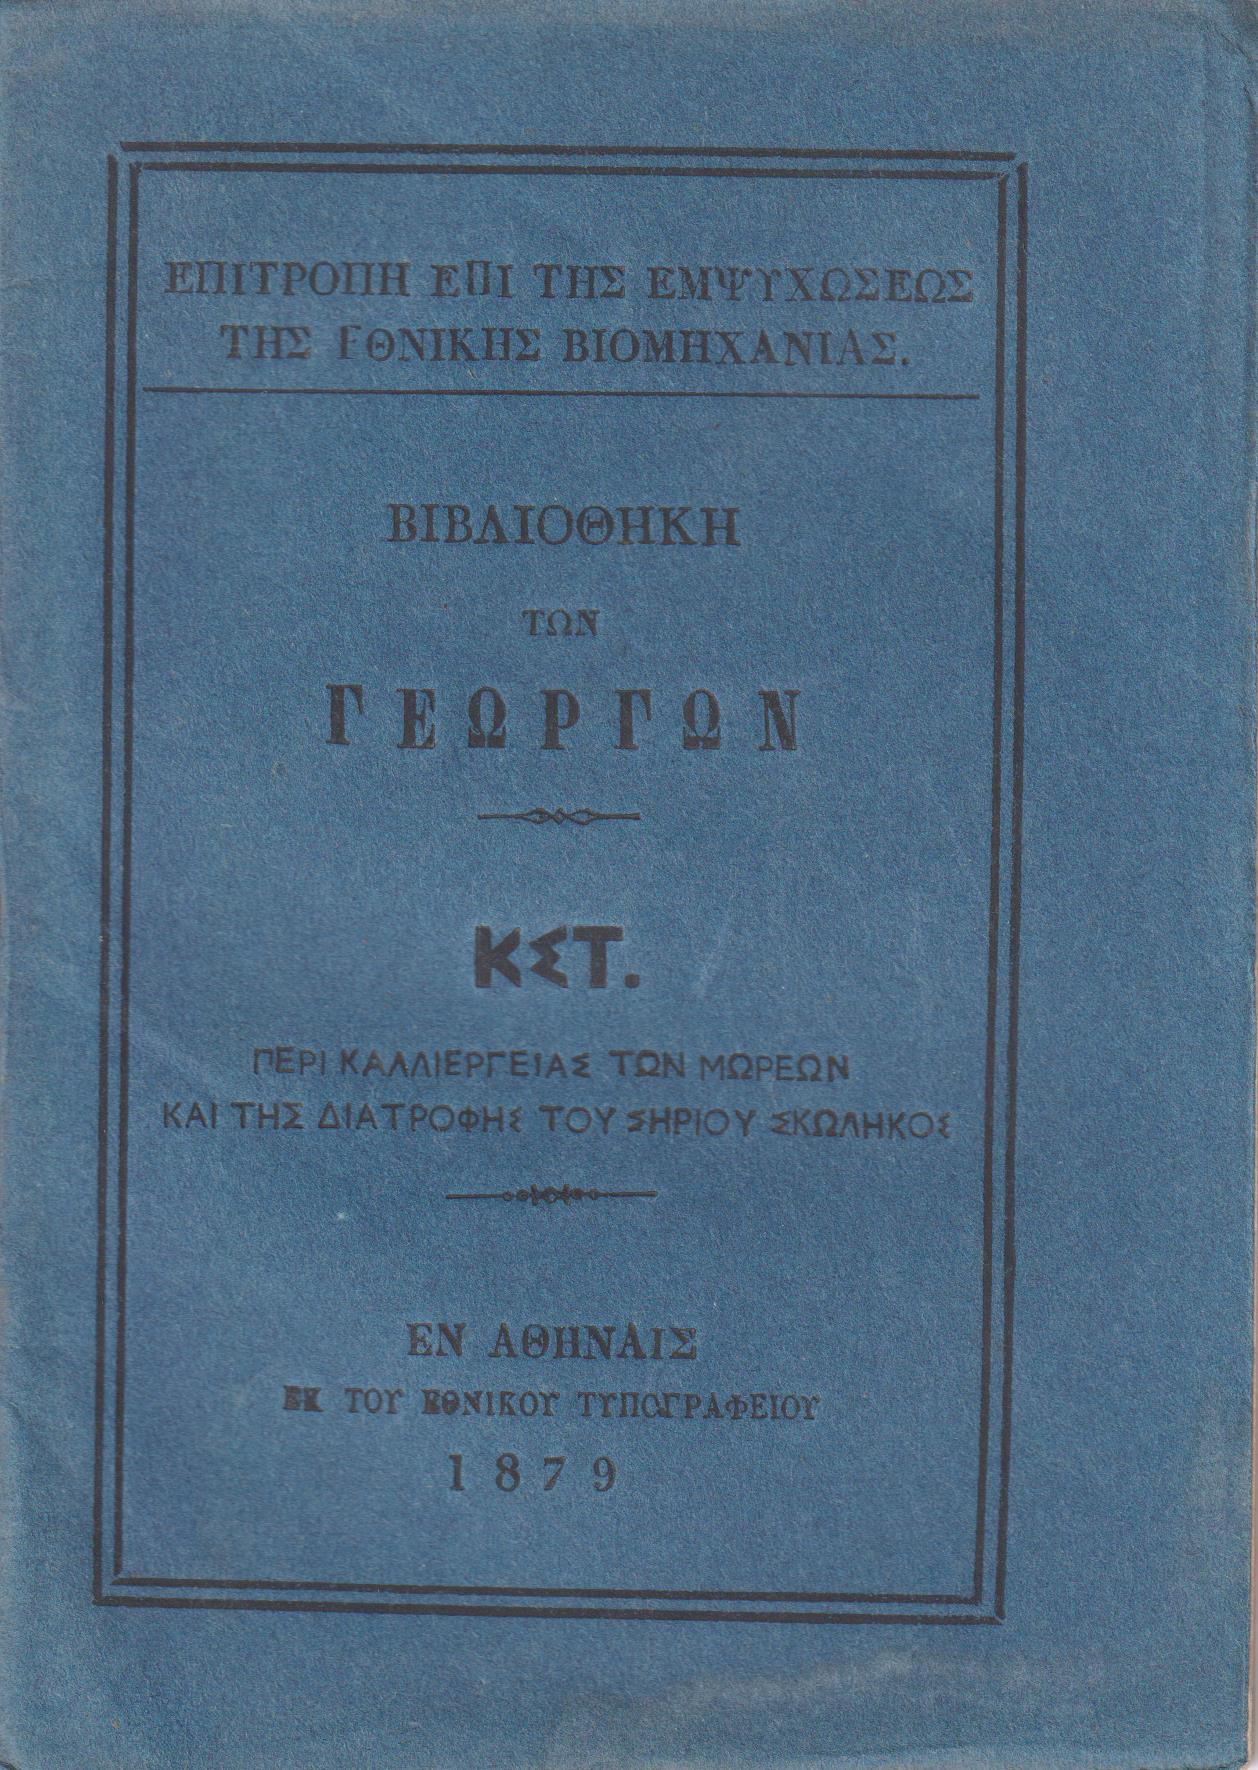 ΕΠΙΤΡΟΠΗ ΕΠΙ ΤΗΣ ΕΜΨΥΧΩΣΕΩΣ
ΤΗΣ ΕΘΝΙΚΗΣ ΒΙΟΜΗΧΑΝΙΑΣ.
ΒΙΒΛΙΟΘΗΚΗ
ΤΩΝ
ΓΕΩΡΓΩΝ
ΚΣΤ.
ΠΕΡΙ ΚΑΛΛΙΕΡΓΕΙΑΣ ΤΩΝ ΜΩΡΕΩΝ
ΚΑΙ ΤΗΣ ΔΙΑΤΡΟΦΗΣ ΤΟΥ ΣΗΡΙΟΥ ΣΚΩΛΗΚΟΣ
ΕΝ ΑΘΗΝΑΙΣ
ΕΚ ΤΟΥ ΕΘΝΙΚΟΥ ΤΥΠΟΓΡΑΦΕΙΟΥ
1879